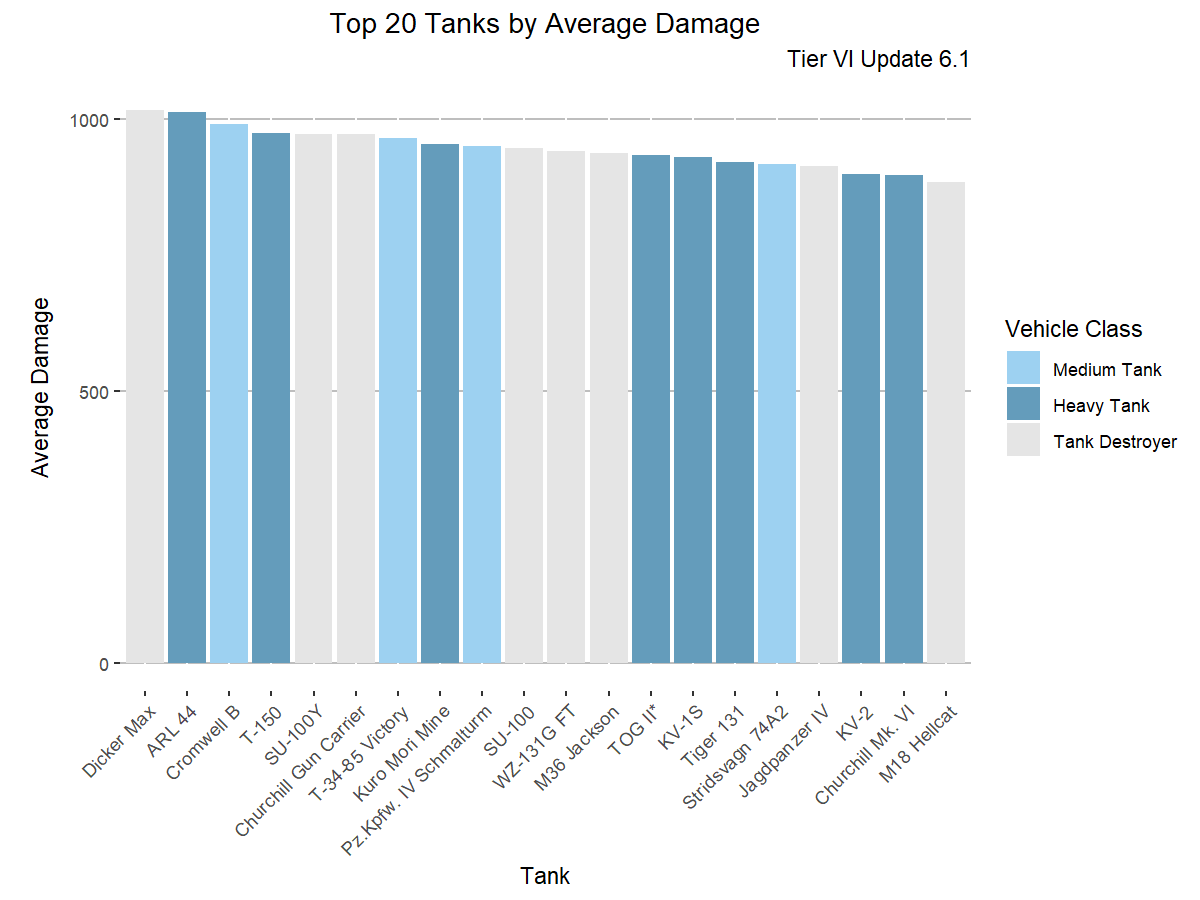 Top 20 Tanks by Average Damage
Tier VI Update 6.1
Average Damage
1000
500
0
Dicker Max
ARL 44
Cromwell B
T-150
SU-100Y
Churchill Gun Carrier
T-34-85 Victory
Kuro Mori Mine
Pz.Kpfw. IV Schmalturm
SU-100
WZ-131G FT
M36 Jackson
TOG II*
KV-1S
Tiger 131
Stridsvagn 74A2
Jagdpanzer IV
KV-2
Churchill Mk. VI
M18 Hellcat
Tank
Vehicle Class
Medium Tank
Heavy Tank
Tank Destroyer